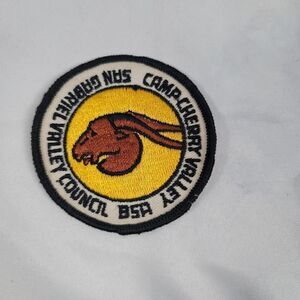 CAMP-CHERRY VALLEY
SAN GABRIEL VALLEY COUNCIL BSA